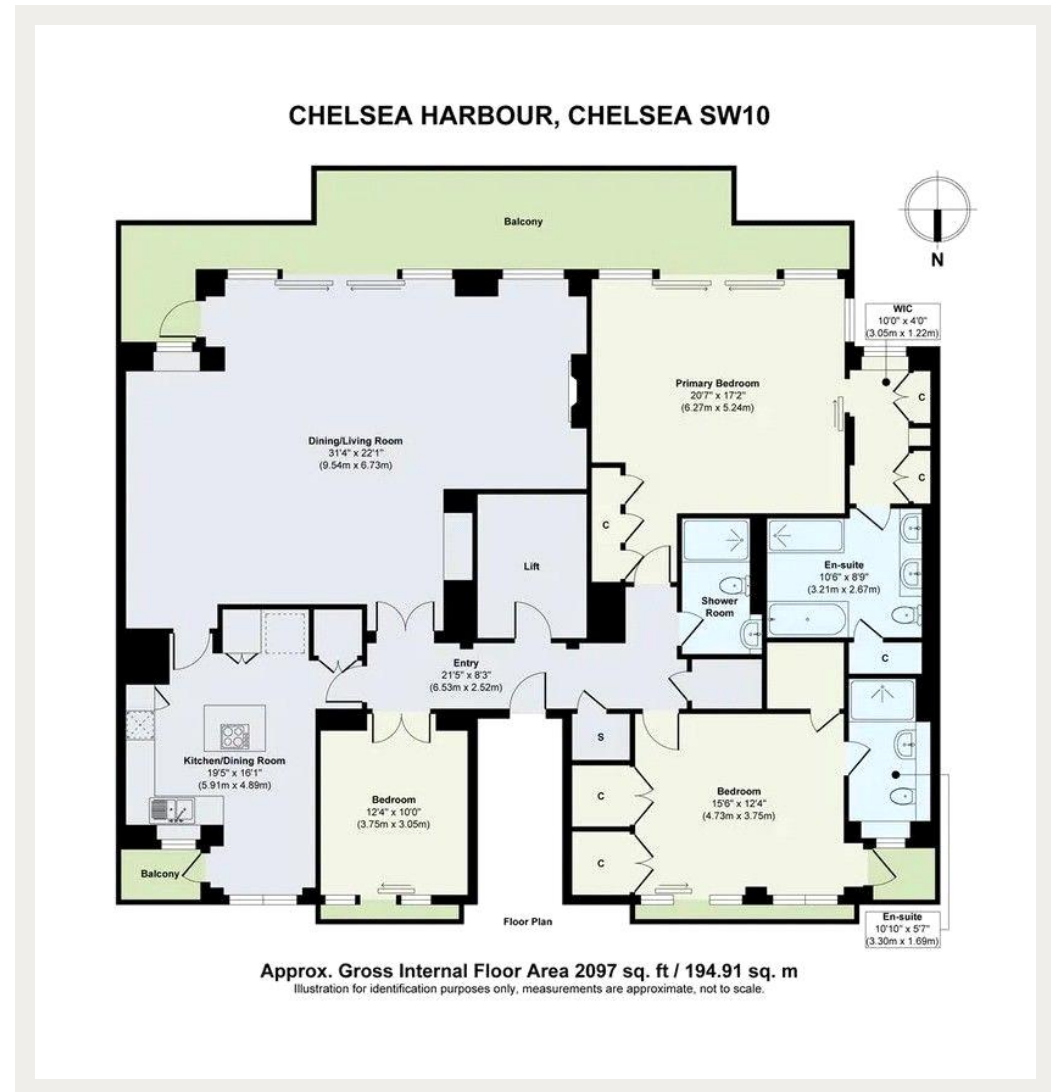 CHELSEA HARBOUR, CHELSEA SW10
Balcony
N
WIC
10'0" x 4'0"
(3.05m x 1.22m)
Primary Bedroom
20'7" x 17'2"
(6.27m x 5.24m)
C
C
Dining/Living Room
31'4" x 22'1"
(9.54m x 6.73m)
C
Lift
En-suite
10'6" x 8'9"
(3.21m x 2.67m)
Shower
Room
Entry
21'5" x 8'3"
(6.53m x 2.52m)
C
S
Kitchen/Dining Room
19'5" x 16'1"
(5.91m x 4.89m)
Bedroom
12'4" x 10'0"
(3.75m x 3.05m)
Bedroom
15'6" x 12'4"
(4.73m x 3.75m)
C
C
Balcony
Floor Plan
En-suite
10'10" x 5'7"
(3.30m x 1.69m)
Approx. Gross Internal Floor Area 2097 sq. ft / 194.91 sq. m
Illustration for identification purposes only, measurements are approximate, not to scale.